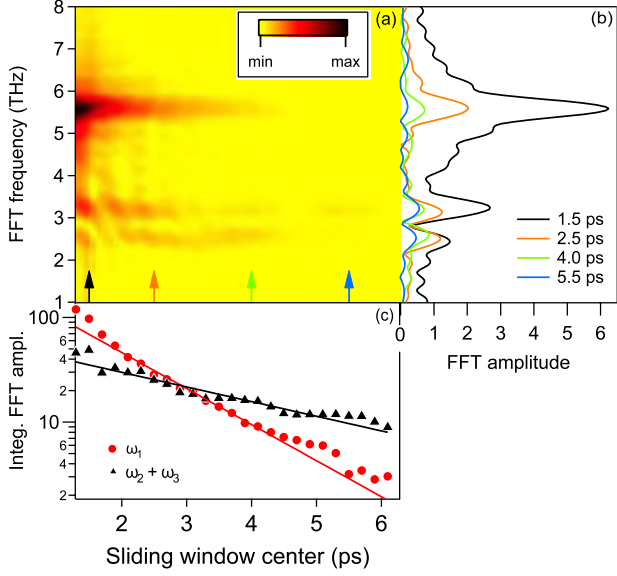 8
7
6
5
4
3
2
1
FFT frequency (THz)
min
max
(a)
(b)
1.5 ps
2.5 ps
4.0 ps
5.5 ps
0
1
2
3
4
5
6
FFT amplitude
(c)
100
4
2
10
6
4
2
Integ. FFT ampl.
ω1
ω2 + ω3
2
3
4
5
6
Sliding window center (ps)